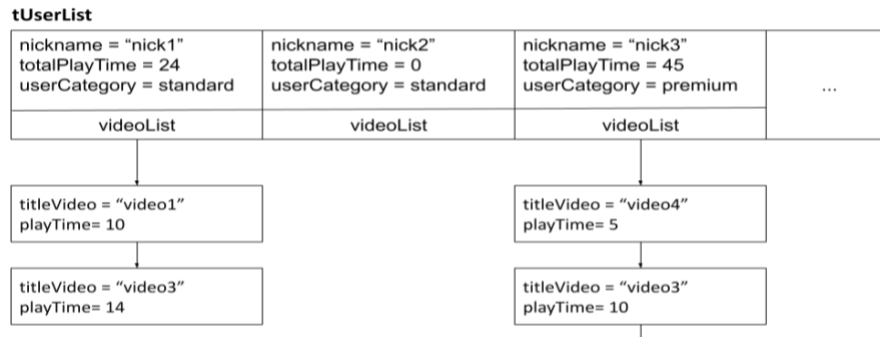 tUserList
nickname = “nick1”
totalPlayTime = 24
userCategory = standard
videoList
nickname = “nick2”
totalPlayTime = 0
userCategory = standard
videoList
nickname = “nick3”
totalPlayTime = 45
userCategory = premium
videoList
...
titleVideo = “video1”
playTime= 10
titleVideo = “video3”
playTime= 14
titleVideo = “video4”
playTime= 5
titleVideo = “video3”
playTime= 10